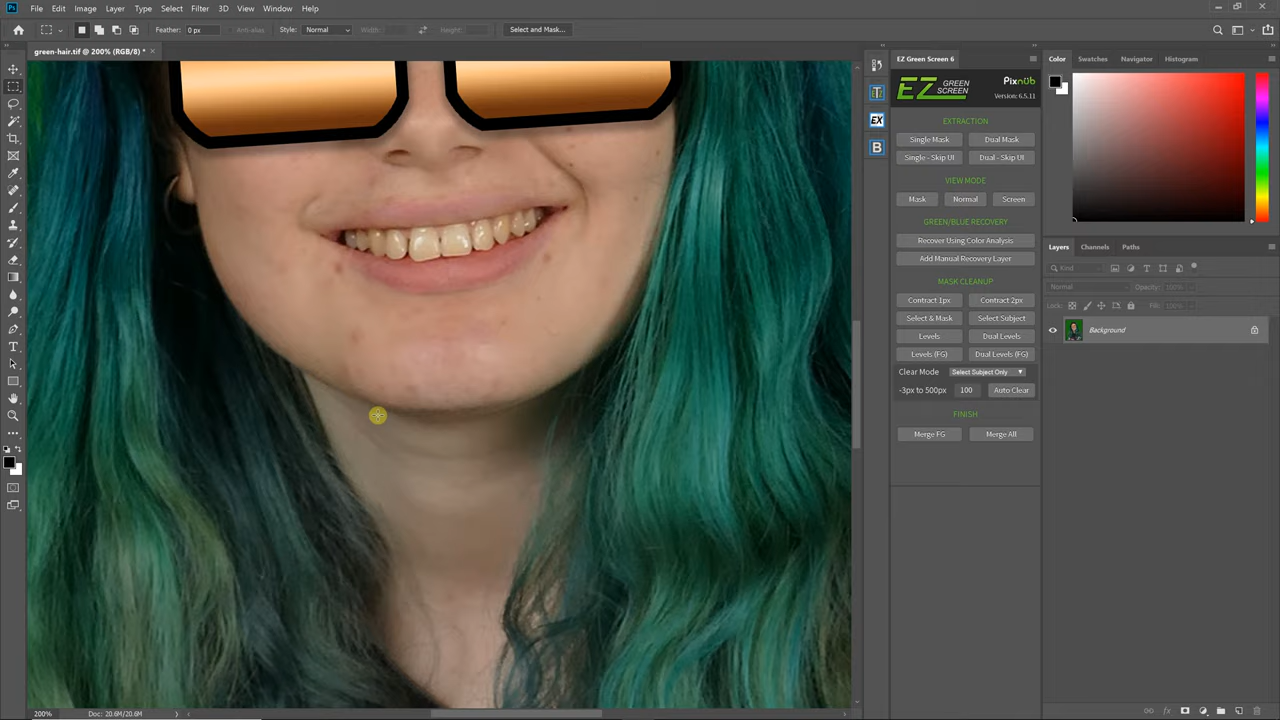 Ps File Edit Image Layer Type Select Filter 3D View Window Help
Feather: 0 px Anti-alias Style: Normal Width: Height: Select and Mask...
green-hair.tif @ 200% (RGB/8) * ×
EZ Green Screen 6
EZ GREEN SCREEN PixnUb
Version: 6.5.11
EXTRACTION
Single Mask Dual Mask
Single - Skip UI Dual - Skip UI
VIEW MODE
Mask Normal Screen
GREEN/BLUE RECOVERY
Recover Using Color Analysis
Add Manual Recovery Layer
MASK CLEANUP
Contract 1px Contract 2px
Select & Mask Select Subject
Levels Dual Levels
Levels (FG) Dual Levels (FG)
Clear Mode Select Subject Only
-3px to 500px 100 Auto Clear
FINISH
Merge FG Merge All
T
EX
B
Color Swatches Navigator Histogram
Layers Channels Paths
Kind
Normal Opacity: 100%
Lock: Fill: 100%
Background
200% Doc: 20.6M/20.6M